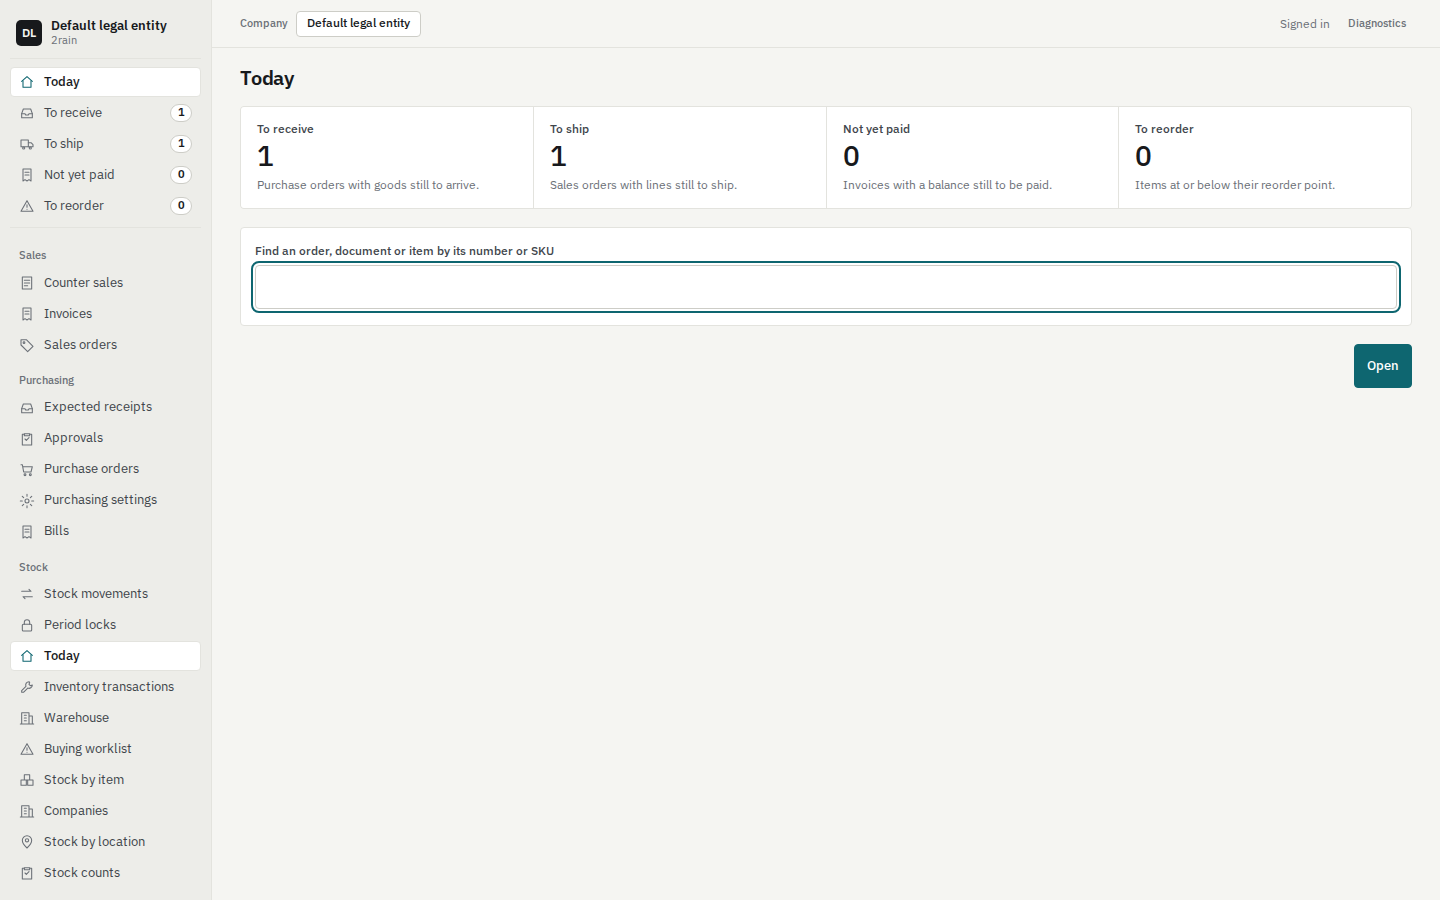 DL
Default legal entity
2rain
Today
To receive 1
To ship 1
Not yet paid 0
To reorder 0
Sales
Counter sales
Invoices
Sales orders
Purchasing
Expected receipts
Approvals
Purchase orders
Purchasing settings
Bills
Stock
Stock movements
Period locks
Today
Inventory transactions
Warehouse
Buying worklist
Stock by item
Companies
Stock by location
Stock counts
Company Default legal entity
Signed in Diagnostics
Today
To receive
1
Purchase orders with goods still to arrive.
To ship
1
Sales orders with lines still to ship.
Not yet paid
0
Invoices with a balance still to be paid.
To reorder
0
Items at or below their reorder point.
Find an order, document or item by its number or SKU
Open